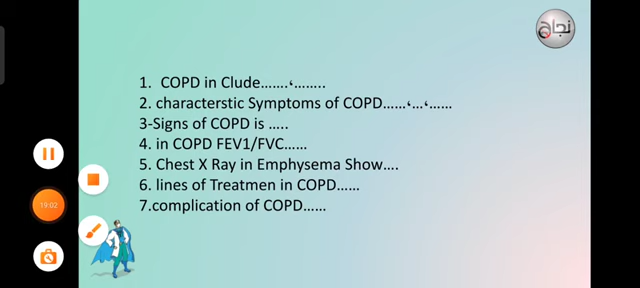 نجاح
1. COPD in Clude.......،........
2. characterstic Symptoms of COPD......،...،......
3-Signs of COPD is .....
4. in COPD FEV1/FVC......
5. Chest X Ray in Emphysema Show....
6. lines of Treatmen in COPD......
7.complication of COPD......
19:02